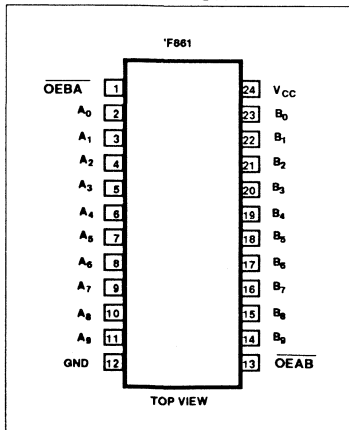 'F861
OEBA 1 24 VCC
A0 2 23 B0
A1 3 22 B1
A2 4 21 B2
A3 5 20 B3
A4 6 19 B4
A5 7 18 B5
A6 8 17 B6
A7 9 16 B7
A8 10 15 B8
A9 11 14 B9
GND 12 13 OEAB
TOP VIEW